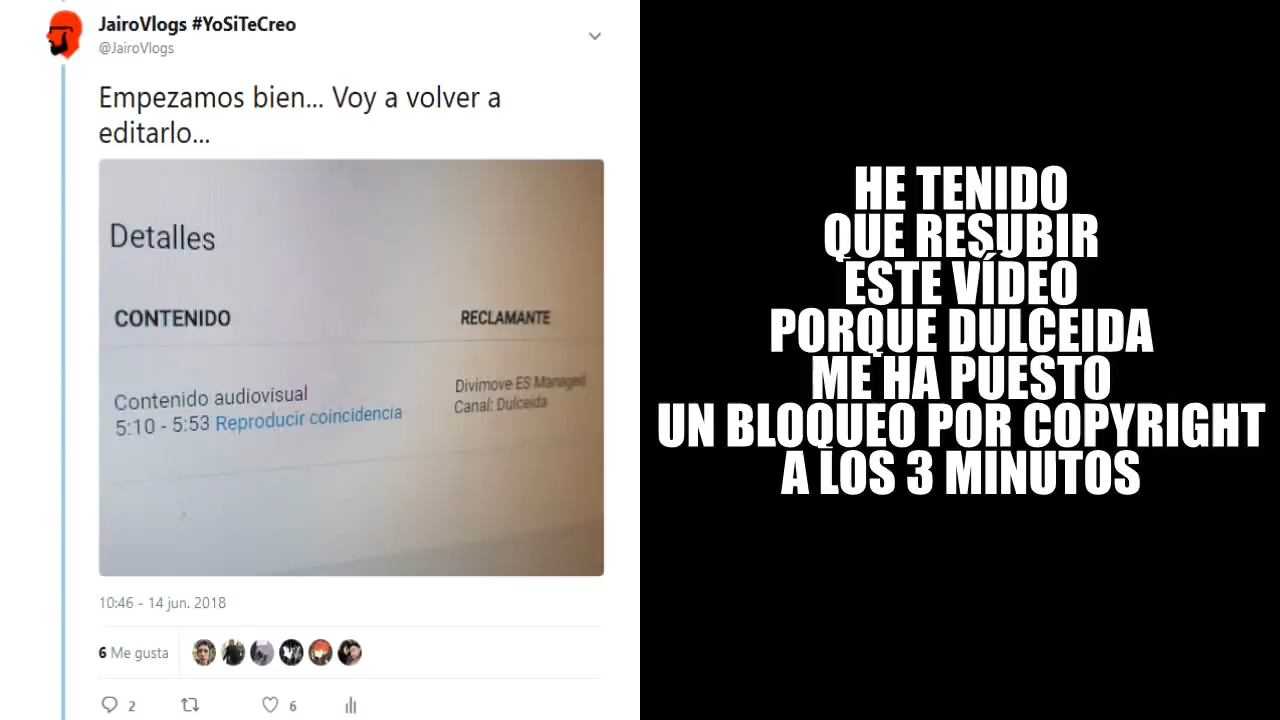 JairoVlogs #YoSiTeCreo
@JairoVlogs
Empezamos bien... Voy a volver a
editarlo...
Detalles
CONTENIDO
RECLAMANTE
Contenido audiovisual
5:10 - 5:53 Reproducir coincidencia
Divimove ES Managed
Canal: Dulceida
10:46 - 14 jun. 2018
6 Me gusta
2
6
HE TENIDO
QUE RESUBIR
ESTE VÍDEO
PORQUE DULCEIDA
ME HA PUESTO
UN BLOQUEO POR COPYRIGHT
A LOS 3 MINUTOS